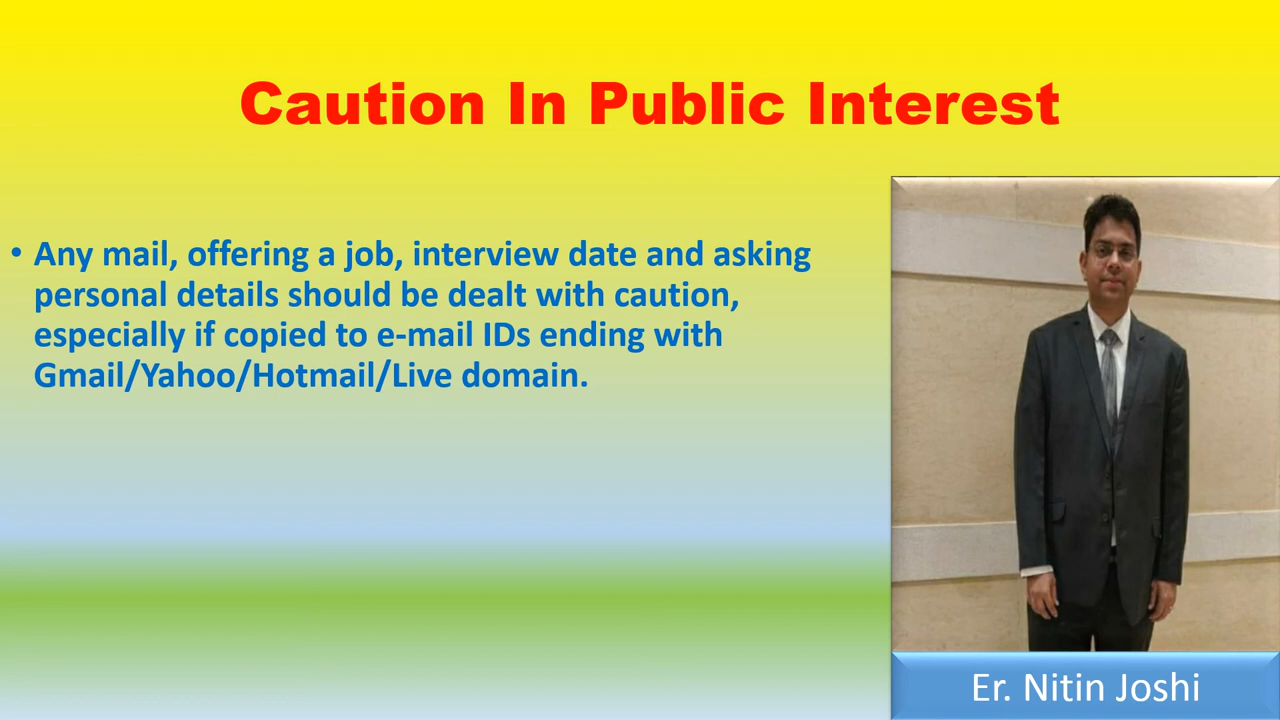 Caution In Public Interest
• Any mail, offering a job, interview date and asking
personal details should be dealt with caution,
especially if copied to e-mail IDs ending with
Gmail/Yahoo/Hotmail/Live domain.
Er. Nitin Joshi